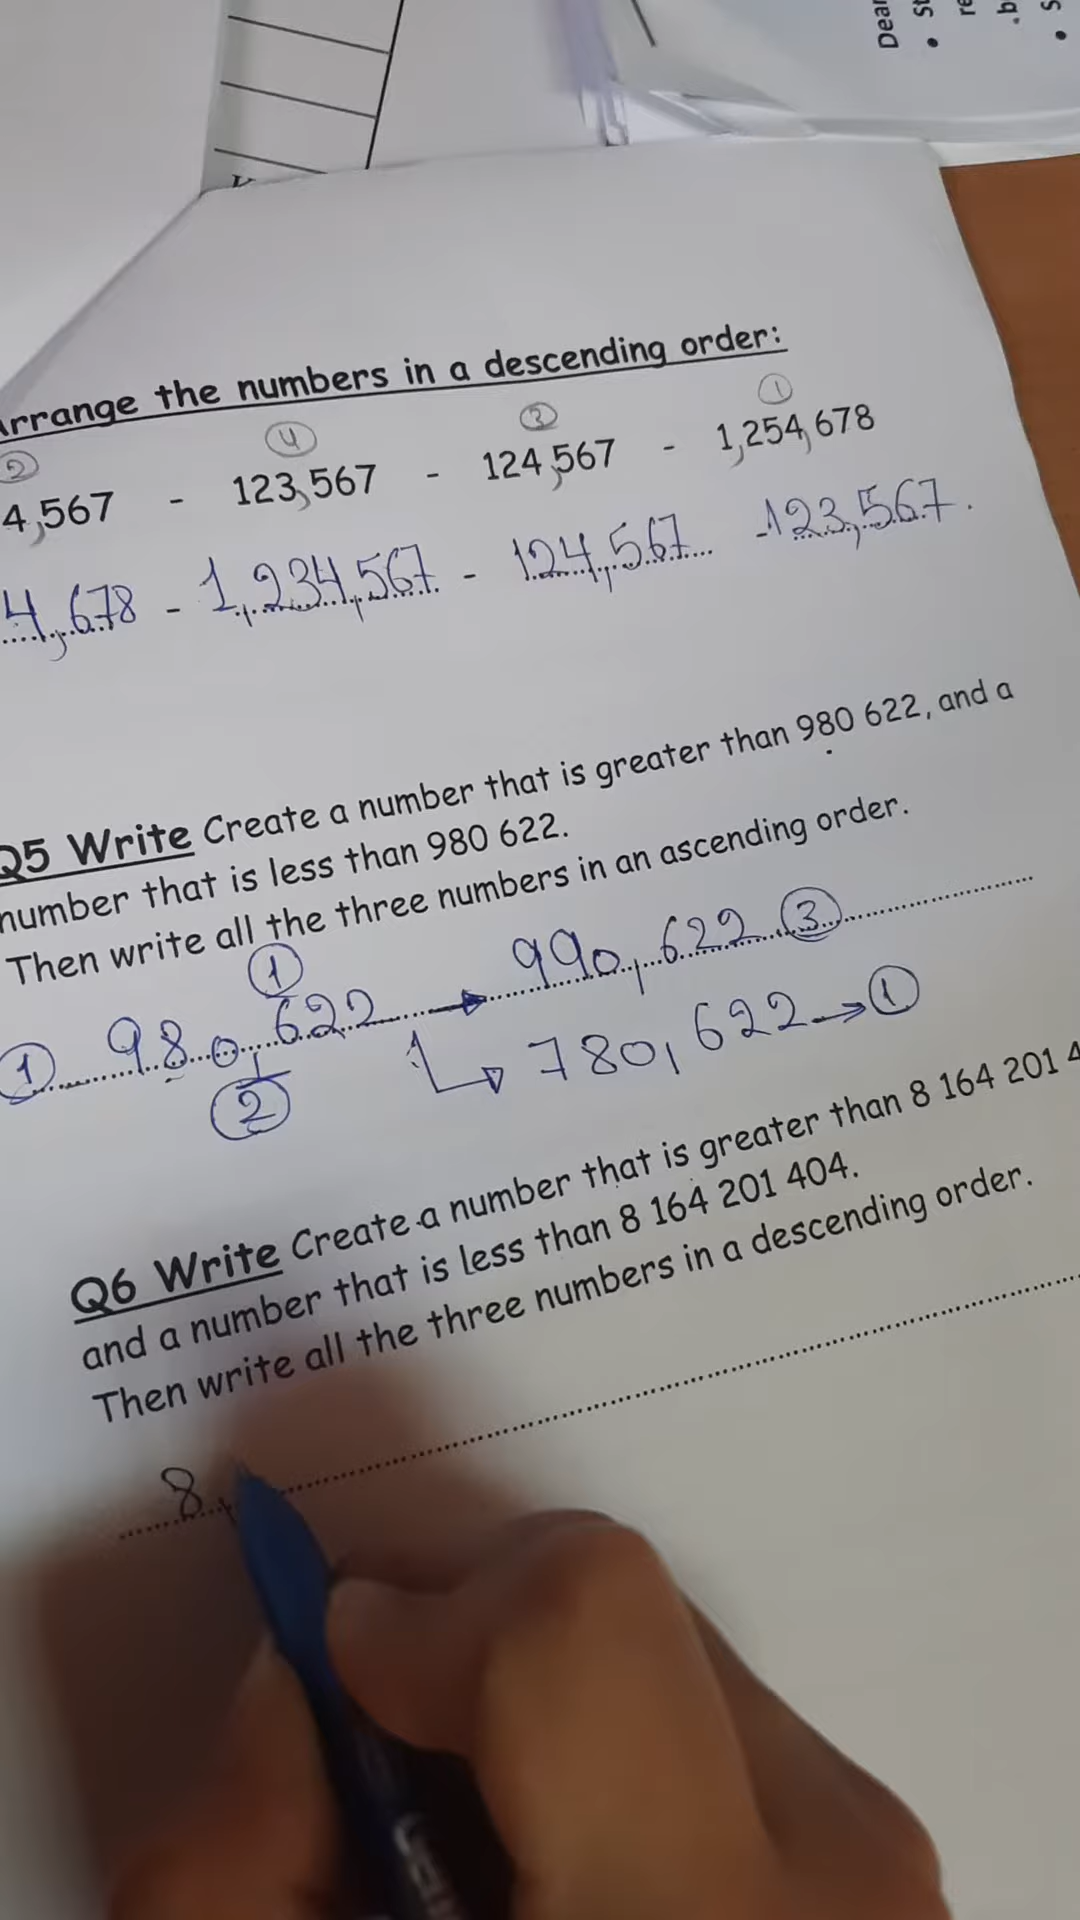 Dear
• St
re
.b
• S
Arrange the numbers in a descending order:
2 4 3 1
4,567 - 123,567 - 124,567 - 1,254,678
4,678 - 1,234,567 - 124,567 - 123,567.
Q5 Write Create a number that is greater than 980 622, and a
number that is less than 980 622.
Then write all the three numbers in an ascending order.
1
1 980,622 → 990,622 3
2
1 → 780,622 → 1
Q6 Write Create a number that is greater than 8 164 201 4
and a number that is less than 8 164 201 404.
Then write all the three numbers in a descending order.
8,